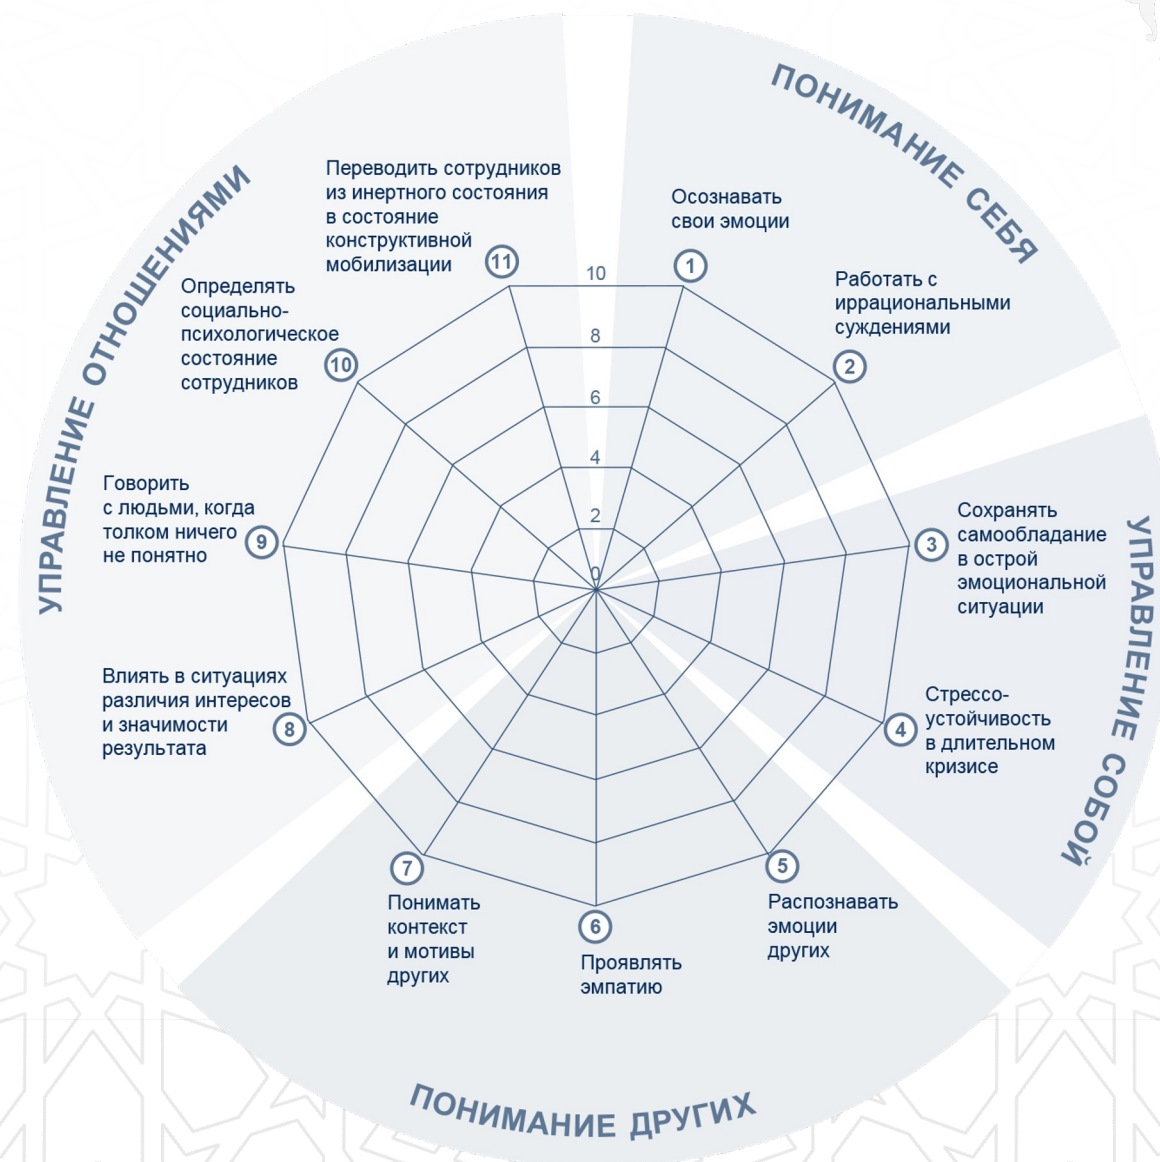 ПОНИМАНИЕ СЕБЯ
Осознавать
свои эмоции
1
Работать с
иррациональными
суждениями
2
УПРАВЛЕНИЕ СОБОЙ
3
Сохранять
самообладание
в острой
эмоциональной
ситуации
4
Стрессо-
устойчивость
в длительном
кризисе
ПОНИМАНИЕ ДРУГИХ
5
Распознавать
эмоции
других
6
Проявлять
эмпатию
7
Понимать
контекст
и мотивы
других
УПРАВЛЕНИЕ ОТНОШЕНИЯМИ
Влиять в ситуациях
различия интересов
и значимости
результата
8
Говорить
с людьми, когда
толком ничего
не понятно
9
Определять
социально-
психологическое
состояние
сотрудников
10
Переводить сотрудников
из инертного состояния
в состояние
конструктивной
мобилизации
11
10
8
6
4
2
0